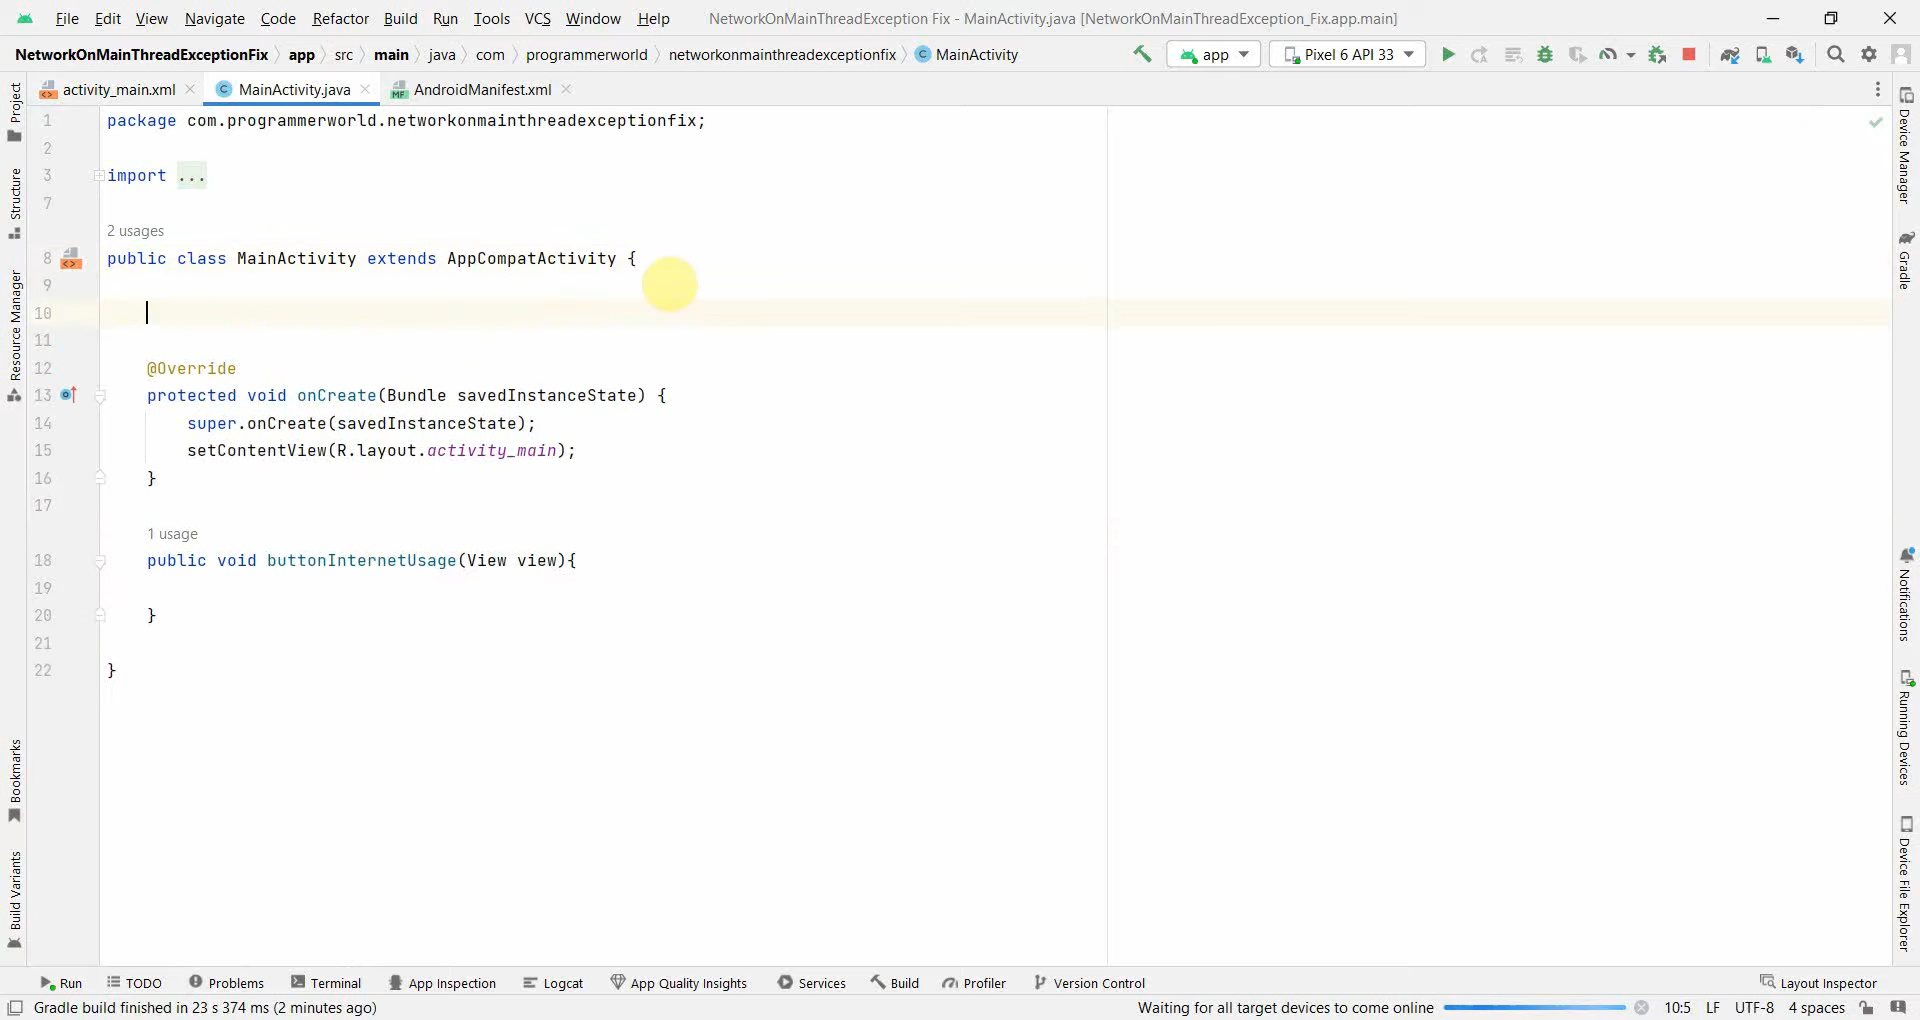 File Edit View Navigate Code Refactor Build Run Tools VCS Window Help NetworkOnMainThreadException Fix - MainActivity.java [NetworkOnMainThreadException_Fix.app.main]
NetworkOnMainThreadExceptionFix app src main java com programmerworld networkonmainthreadexceptionfix C MainActivity app Pixel 6 API 33
activity_main.xml C MainActivity.java MF AndroidManifest.xml
1 package com.programmerworld.networkonmainthreadexceptionfix;
2
3 import ...
7
2 usages
8 public class MainActivity extends AppCompatActivity {
9
10
11
12 @Override
13 protected void onCreate(Bundle savedInstanceState) {
14 super.onCreate(savedInstanceState);
15 setContentView(R.layout.activity_main);
16 }
17
1 usage
18 public void buttonInternetUsage(View view){
19
20 }
21
22 }
Project
Structure
Resource Manager
Bookmarks
Build Variants
Device Manager
Gradle
Notifications
Running Devices
Device File Explorer
Run TODO Problems Terminal App Inspection Logcat App Quality Insights Services Build Profiler Version Control Layout Inspector
Gradle build finished in 23 s 374 ms (2 minutes ago) Waiting for all target devices to come online 10:5 LF UTF-8 4 spaces